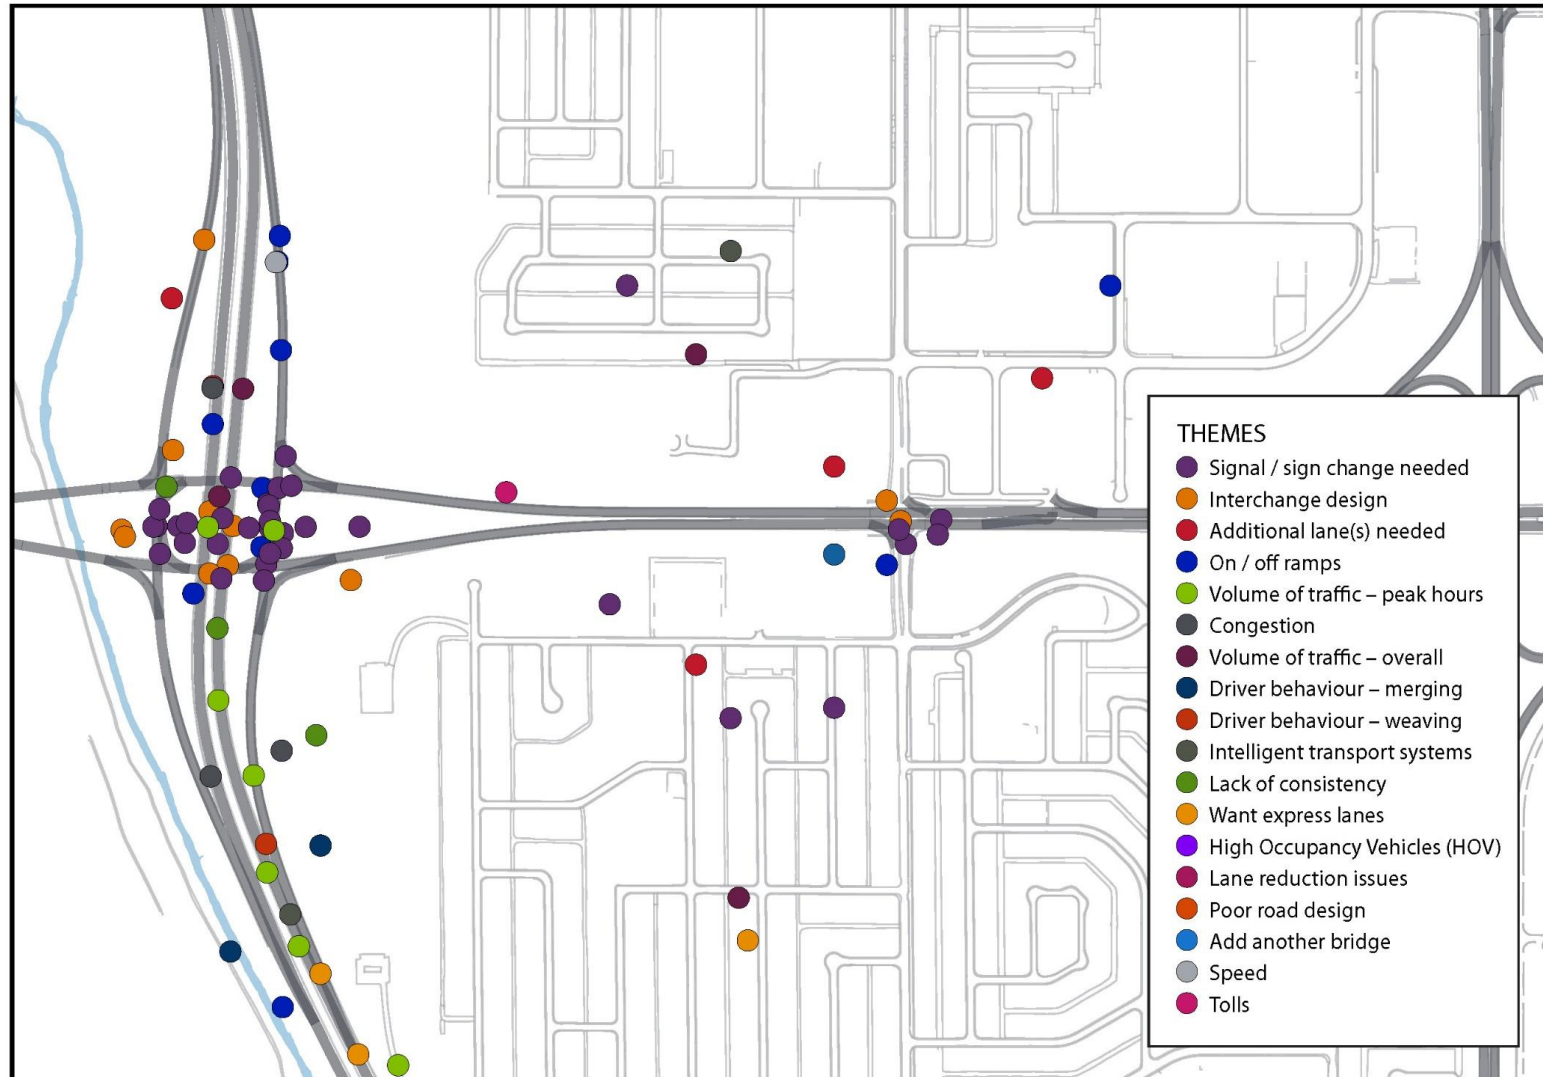 THEMES
Signal / sign change needed
Interchange design
Additional lane(s) needed
On / off ramps
Volume of traffic – peak hours
Congestion
Volume of traffic – overall
Driver behaviour – merging
Driver behaviour – weaving
Intelligent transport systems
Lack of consistency
Want express lanes
High Occupancy Vehicles (HOV)
Lane reduction issues
Poor road design
Add another bridge
Speed
Tolls